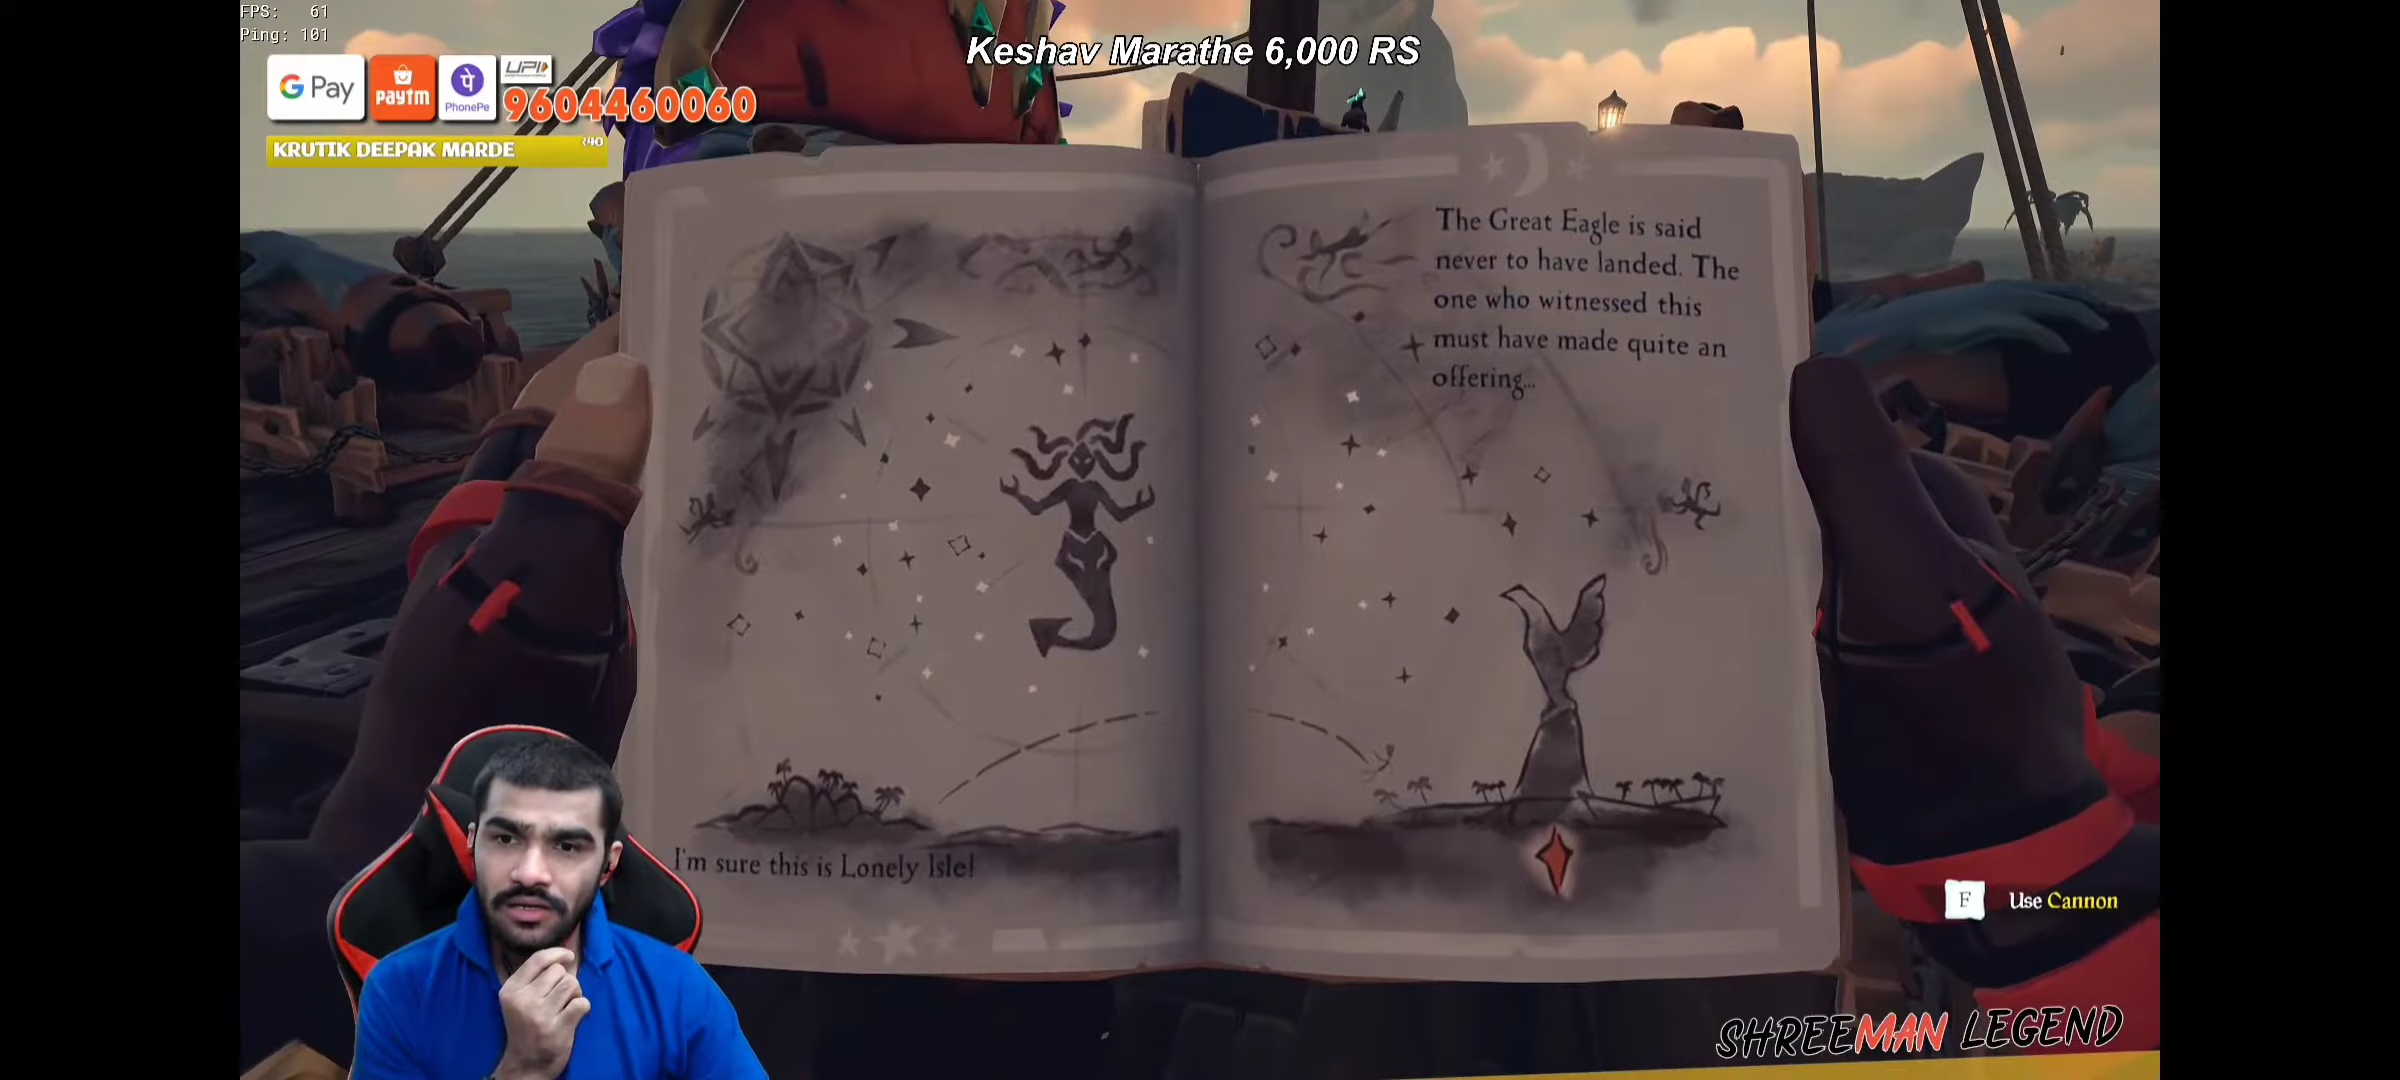 FPS: 61
Ping: 101
Keshav Marathe 6,000 RS
G Pay
paytm
पे
PhonePe
UPI
9604460060
KRUTIK DEEPAK MARDE
₹40
The Great Eagle is said
never to have landed. The
one who witnessed this
must have made quite an
offering...
I'm sure this is Lonely Isle!
F Use Cannon
SHREEMAN LEGEND